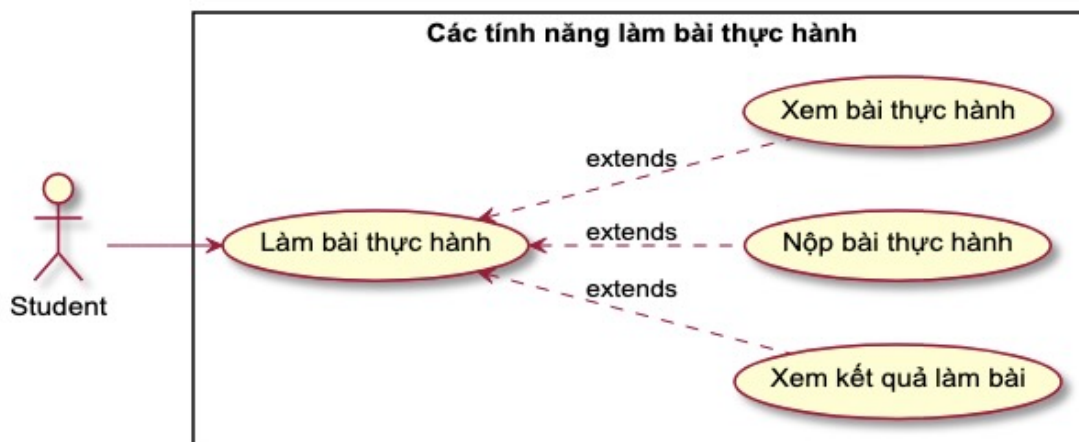 Các tính năng làm bài thực hành
Xem bài thực hành
extends
Làm bài thực hành
extends
Nộp bài thực hành
extends
Student
Xem kết quả làm bài